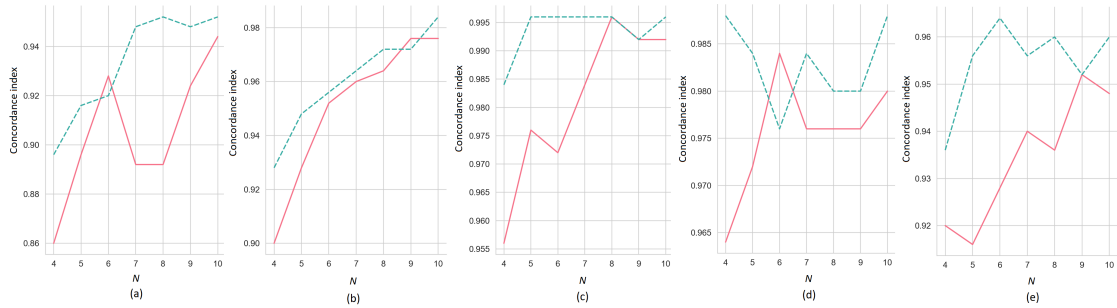 Concordance index
0.94
0.92
0.90
0.88
0.86
4 5 6 7 8 9 10
N
(a)
Concordance index
0.98
0.96
0.94
0.92
0.90
4 5 6 7 8 9 10
N
(b)
Concordance index
0.995
0.990
0.985
0.980
0.975
0.970
0.965
0.960
0.955
4 5 6 7 8 9 10
N
(c)
Concordance index
0.985
0.980
0.975
0.970
0.965
4 5 6 7 8 9 10
N
(d)
Concordance index
0.96
0.95
0.94
0.93
0.92
4 5 6 7 8 9 10
N
(e)